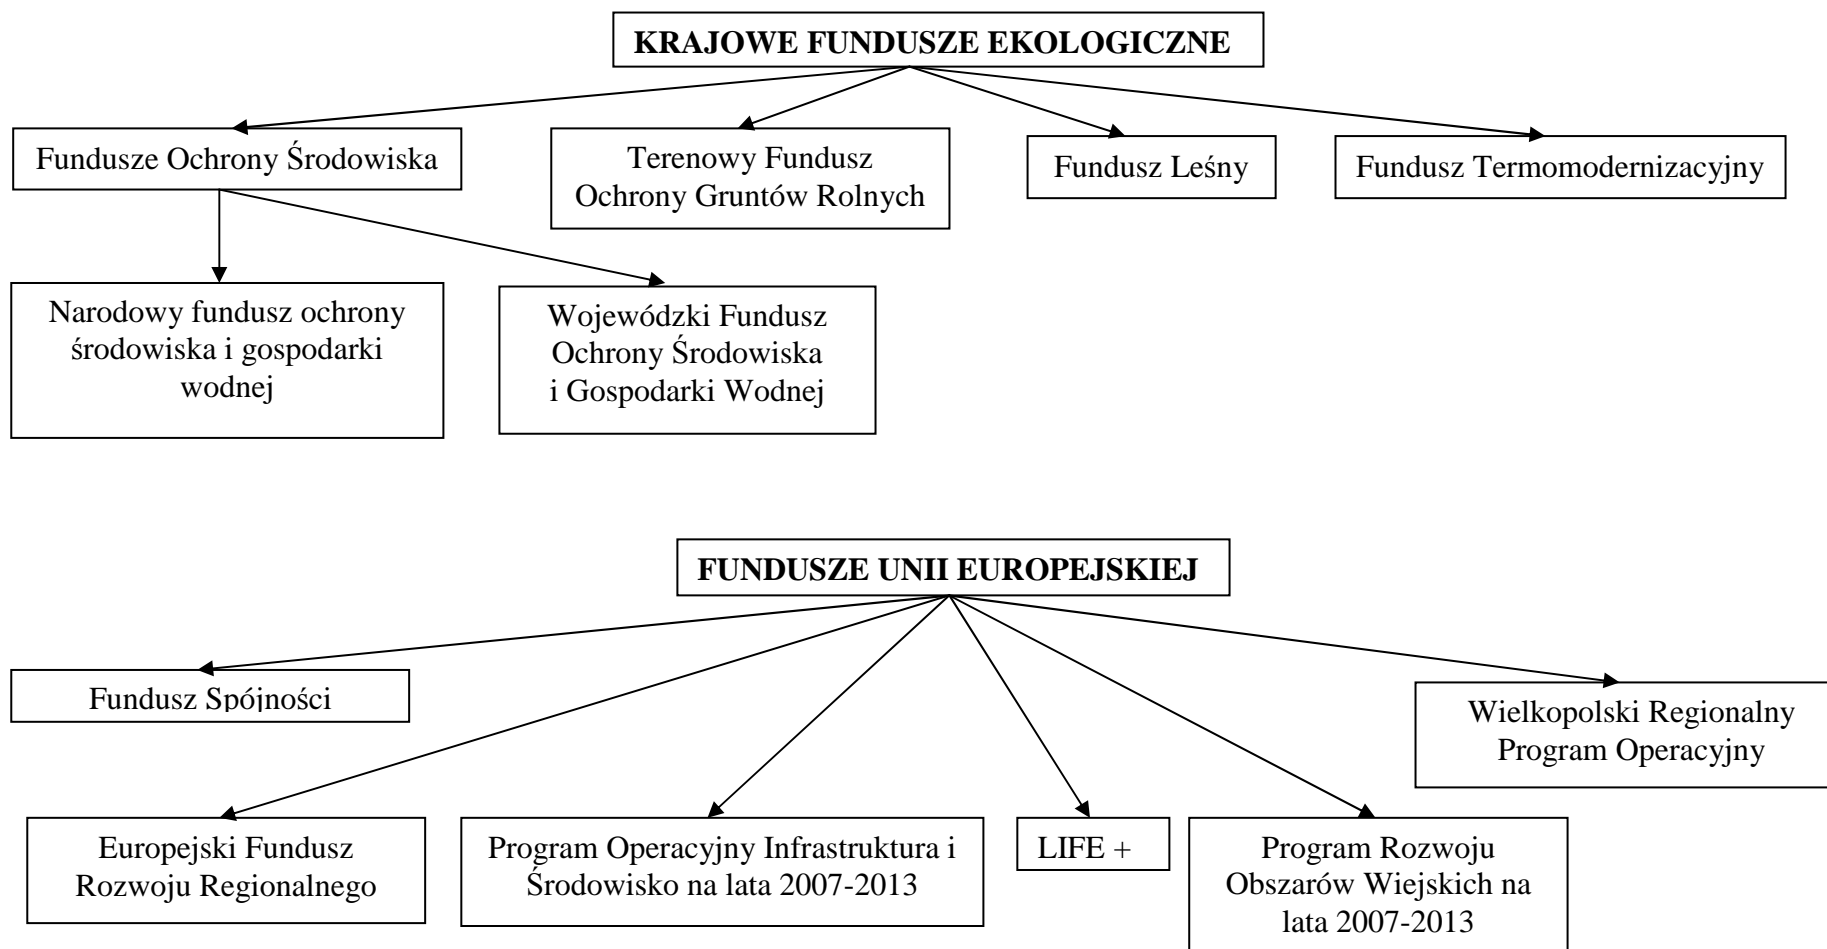 KRAJOWE FUNDUSZE EKOLOGICZNE
Fundusze Ochrony Środowiska
Terenowy Fundusz
Ochrony Gruntów Rolnych
Fundusz Leśny
Fundusz Termomodernizacyjny
Narodowy fundusz ochrony
środowiska i gospodarki
wodnej
Wojewódzki Fundusz
Ochrony Środowiska
i Gospodarki Wodnej
FUNDUSZE UNII EUROPEJSKIEJ
Fundusz Spójności
Wielkopolski Regionalny
Program Operacyjny
Europejski Fundusz
Rozwoju Regionalnego
Program Operacyjny Infrastruktura i
Środowisko na lata 2007-2013
LIFE +
Program Rozwoju
Obszarów Wiejskich na
lata 2007-2013